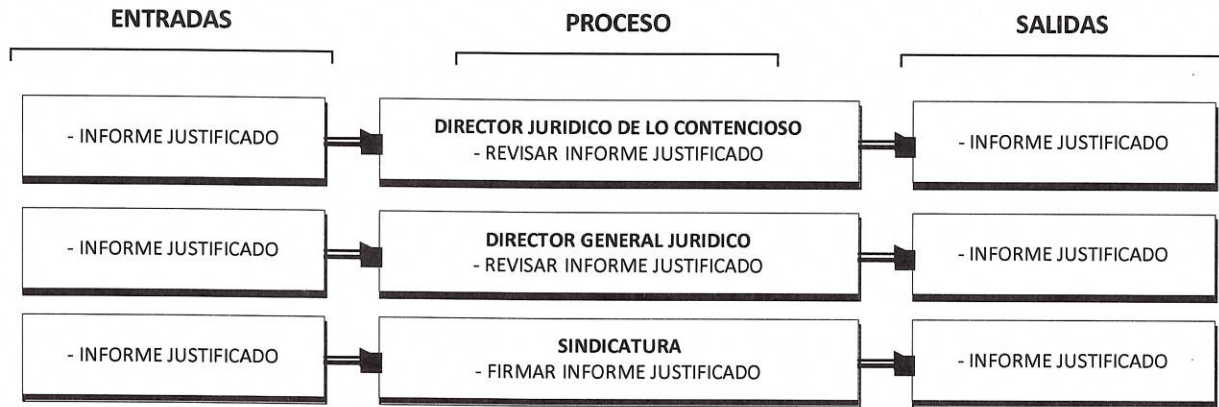 ENTRADAS
PROCESO
SALIDAS
- INFORME JUSTIFICADO
DIRECTOR JURIDICO DE LO CONTENCIOSO
- REVISAR INFORME JUSTIFICADO
- INFORME JUSTIFICADO
- INFORME JUSTIFICADO
DIRECTOR GENERAL JURIDICO
- REVISAR INFORME JUSTIFICADO
- INFORME JUSTIFICADO
- INFORME JUSTIFICADO
SINDICATURA
- FIRMAR INFORME JUSTIFICADO
- INFORME JUSTIFICADO